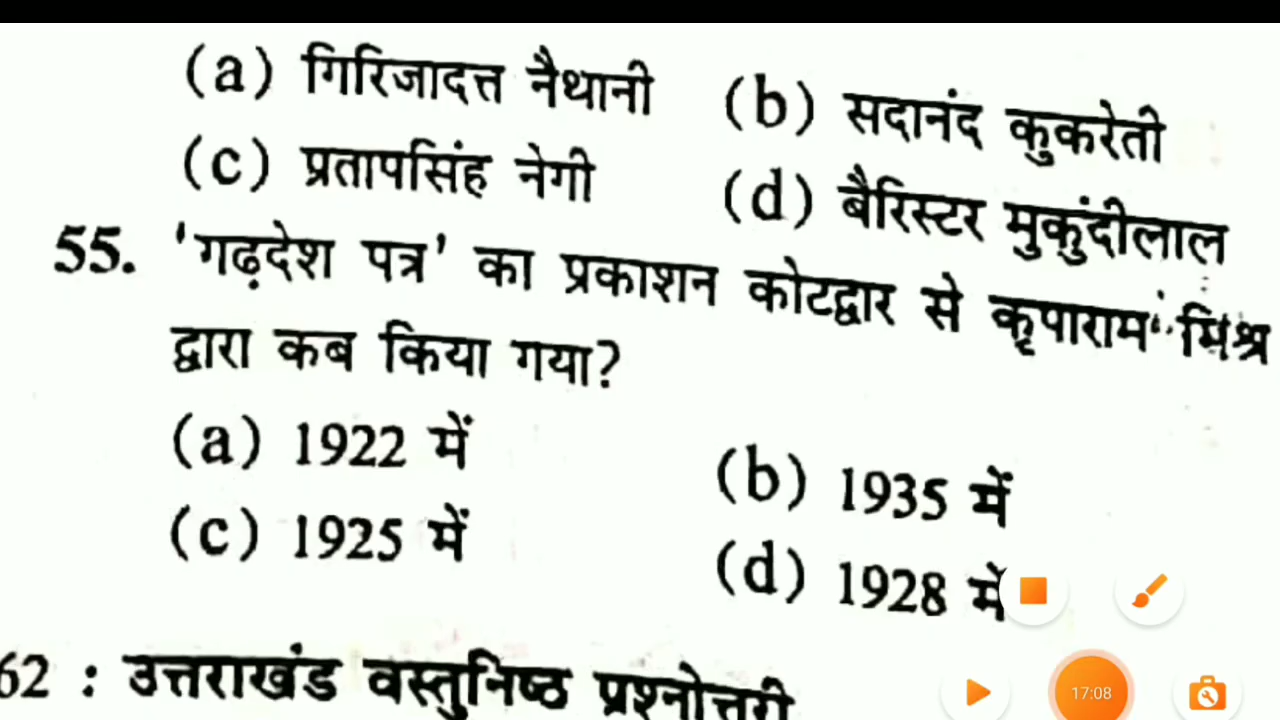 (a) गिरिजादत्त नैथानी (b) सदानंद कुकरेती
(c) प्रतापसिंह नेगी (d) बैरिस्टर मुकुंदीलाल
55. 'गढ़देश पत्र' का प्रकाशन कोटद्वार से कृपाराम मिश्र
द्वारा कब किया गया?
(a) 1922 में (b) 1935 में
(c) 1925 में (d) 1928 में
62 : उत्तराखंड वस्तुनिष्ठ प्रश्नोत्तरी
17:08